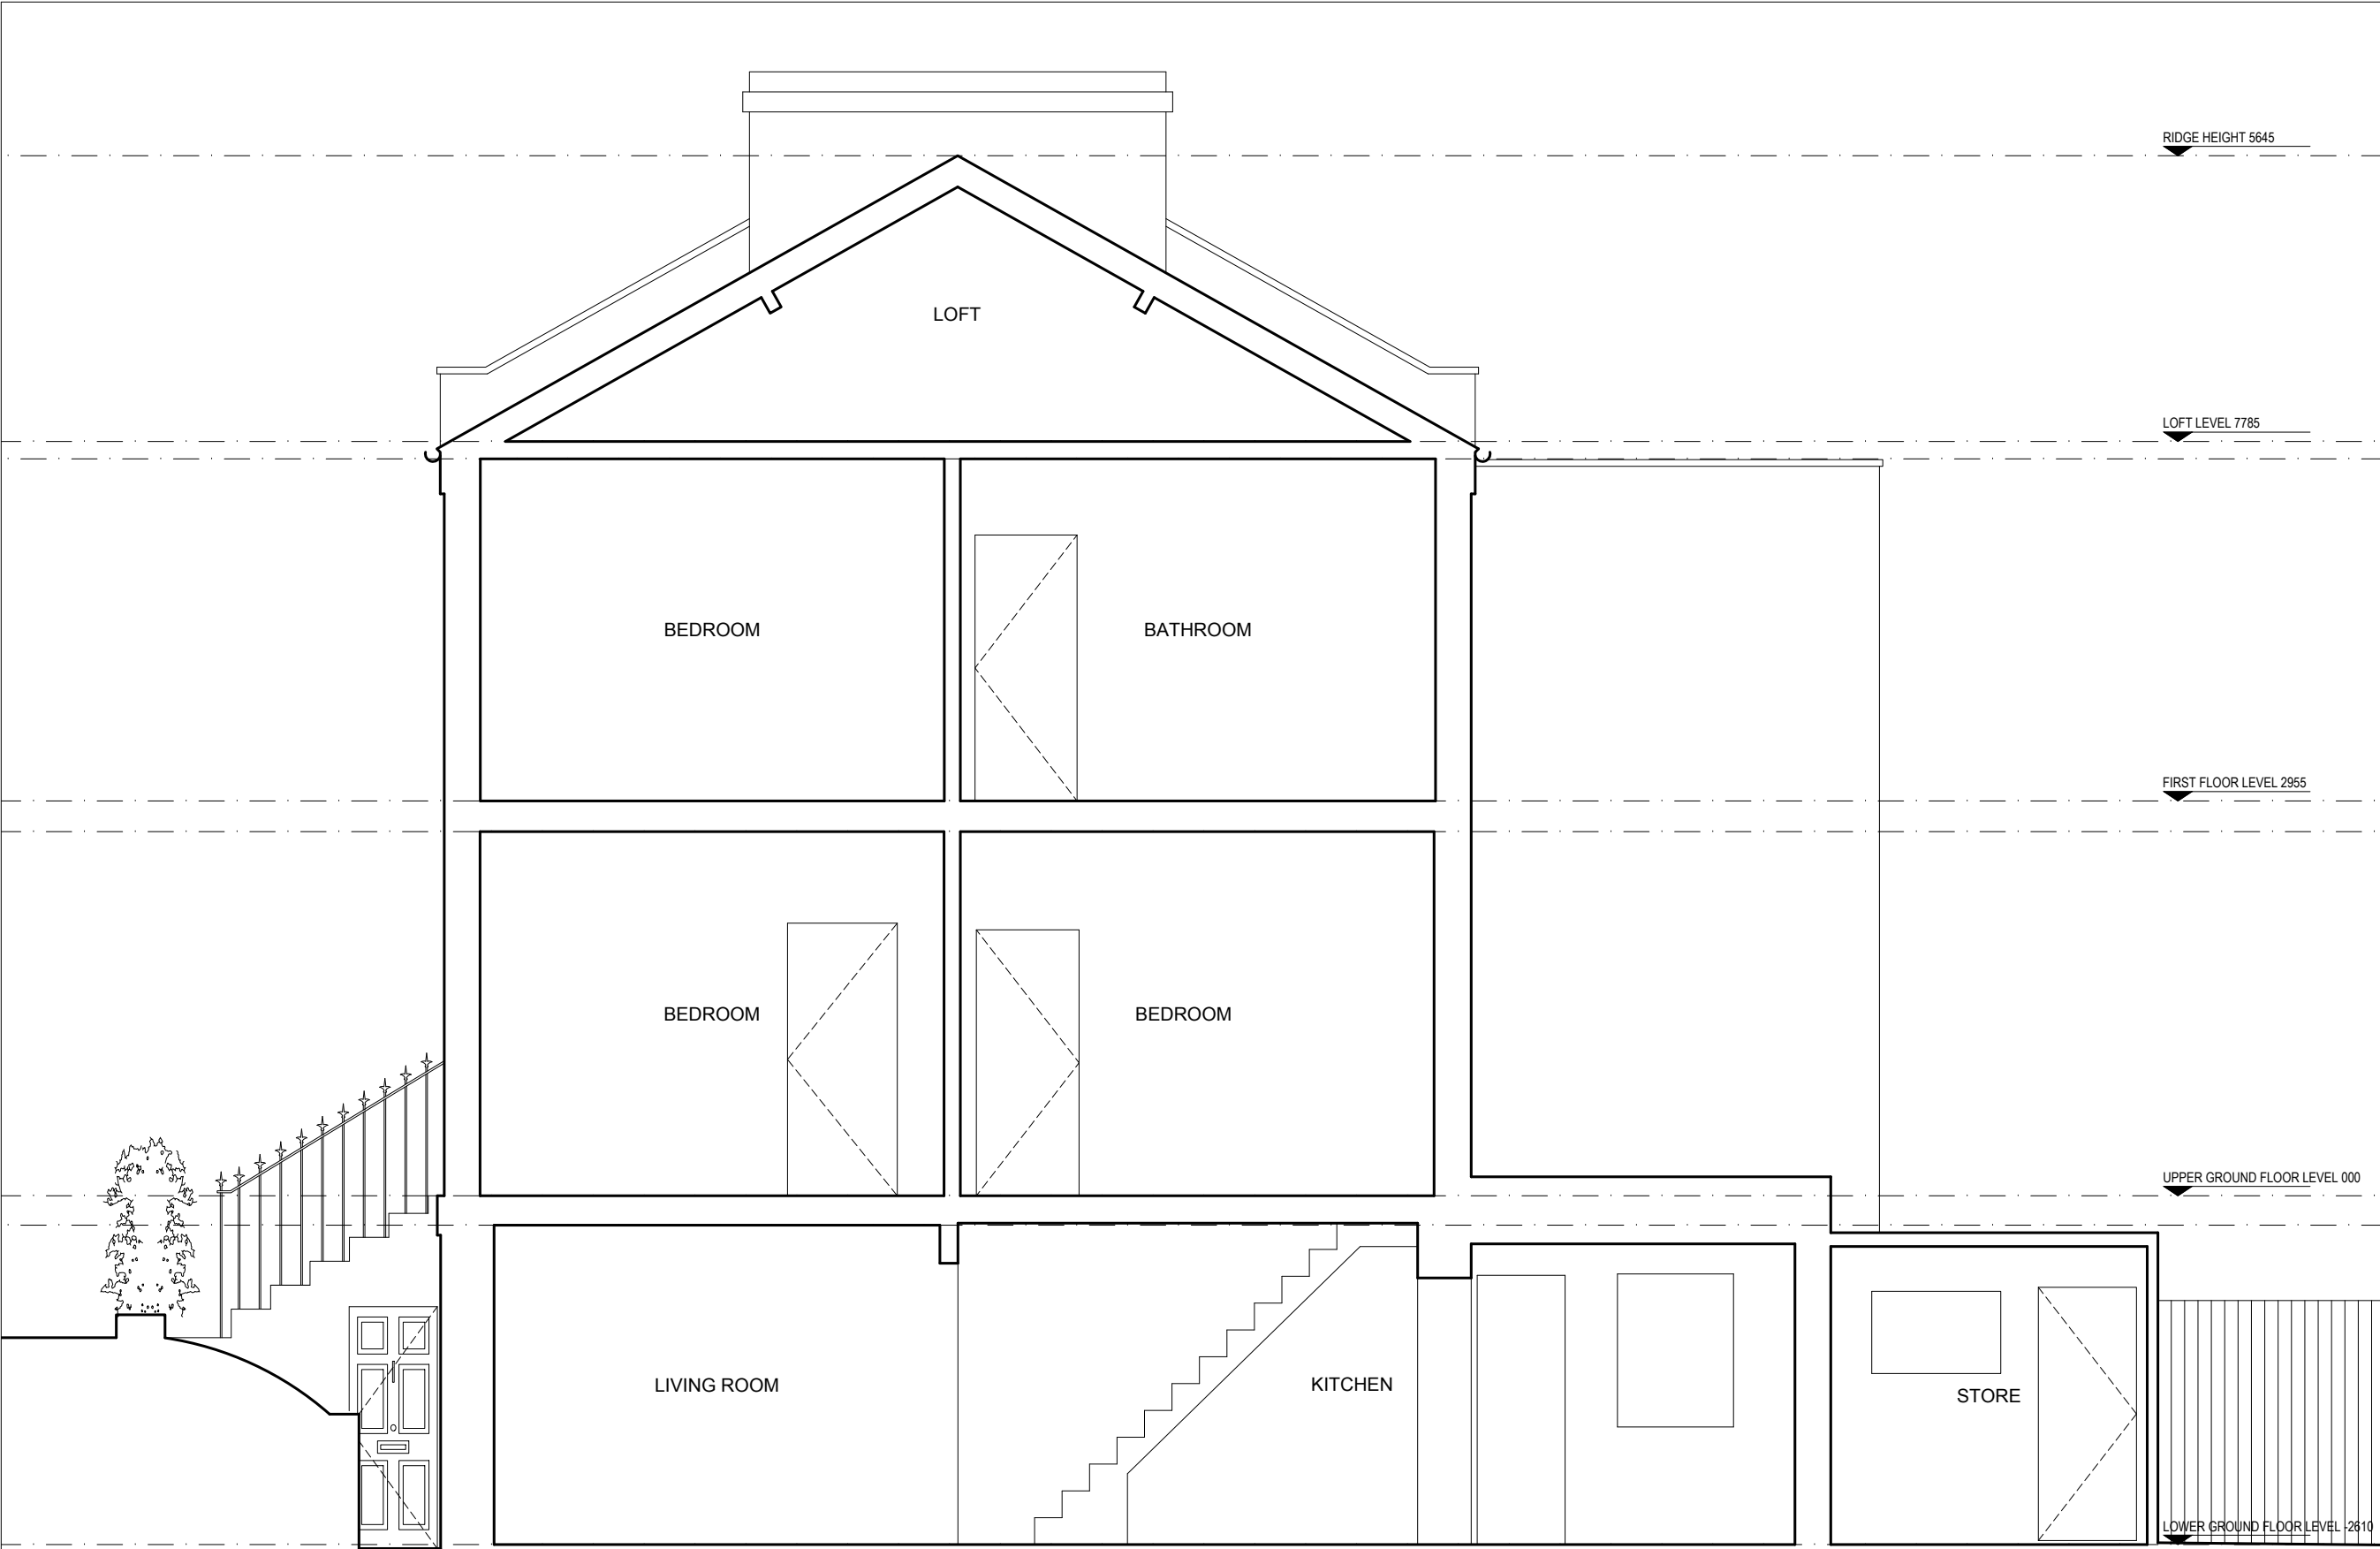 RIDGE HEIGHT 5645
LOFT
LOFT LEVEL 7785
BEDROOM
BATHROOM
FIRST FLOOR LEVEL 2955
BEDROOM
BEDROOM
UPPER GROUND FLOOR LEVEL 000
LIVING ROOM
KITCHEN
STORE
LOWER GROUND FLOOR LEVEL -2610